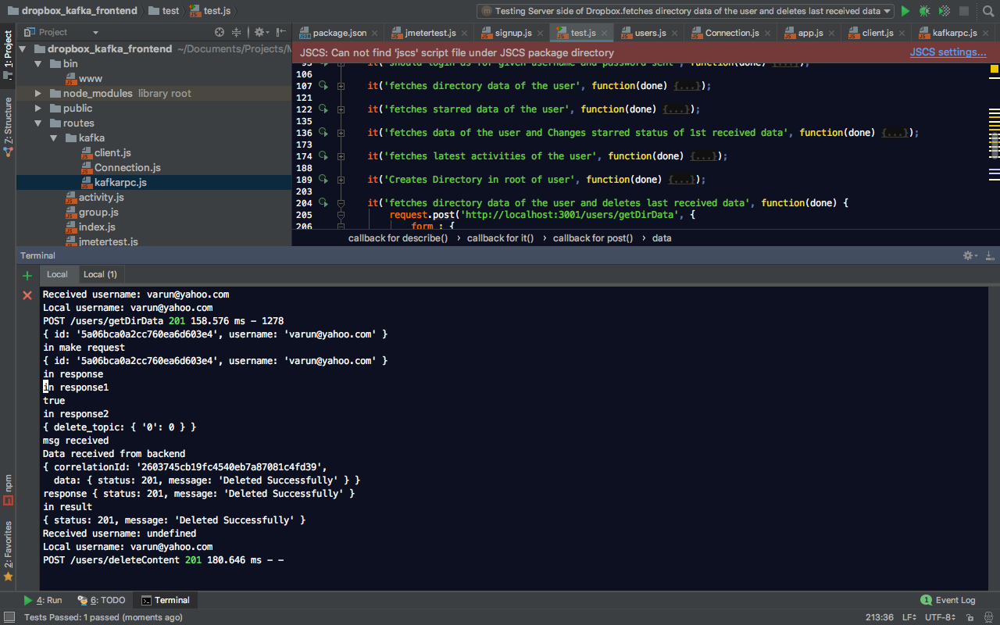 dropbox_kafka_frontend test test.js
Testing Server side of Dropbox.fetches directory data of the user and deletes last received data
1: Project
Z: Structure
npm
2: Favorites
Project
dropbox_kafka_frontend ~/Documents/Projects/M
bin
www
node_modules library root
public
routes
kafka
client.js
Connection.js
kafkarpc.js
activity.js
group.js
index.js
jmetertest.js
package.json jmetertest.js signup.js test.js users.js Connection.js app.js client.js kafkarpc.js
JSCS: Can not find 'jscs' script file under JSCS package directory JSCS settings...
93 it('should login as for given username and password sent', function(done) {...});
106
107 it('fetches directory data of the user', function(done) {...});
121
122 it('fetches starred data of the user', function(done) {...});
135
136 it('fetches data of the user and Changes starred status of 1st received data', function(done) {...});
173
174 it('fetches latest activities of the user', function(done) {...});
188
189 it('Creates Directory in root of user', function(done) {...});
203
204 it('fetches directory data of the user and deletes last received data', function(done) {
205 request.post('http://localhost:3001/users/getDirData', {
206 form : {
callback for describe() › callback for it() › callback for post() › data
Terminal
Local Local (1)
Received username: varun@yahoo.com
Local username: varun@yahoo.com
POST /users/getDirData 201 158.576 ms - 1278
{ id: '5a06bca0a2cc760ea6d603e4', username: 'varun@yahoo.com' }
in make request
{ id: '5a06bca0a2cc760ea6d603e4', username: 'varun@yahoo.com' }
in response
in response1
true
in response2
{ delete_topic: { '0': 0 } }
msg received
Data received from backend
{ correlationId: '2603745cb19fc4540eb7a87081c4fd39',
data: { status: 201, message: 'Deleted Successfully' } }
response { status: 201, message: 'Deleted Successfully' }
in result
{ status: 201, message: 'Deleted Successfully' }
Received username: undefined
Local username: varun@yahoo.com
POST /users/deleteContent 201 180.646 ms - -
4: Run 6: TODO Terminal 1 Event Log
Tests Passed: 1 passed (moments ago) 213:36 LF UTF-8